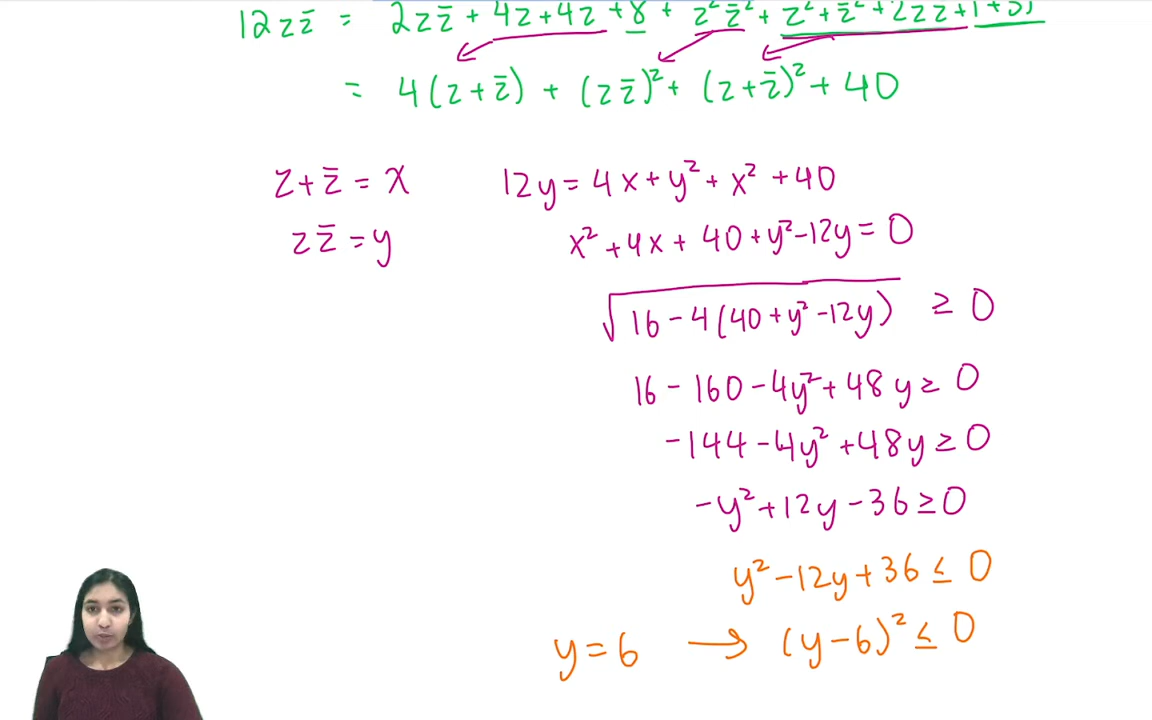 12zz̄ = 2zz̄ + 4z + 4z + 8 + z²z̄² + z² + z̄² + 2zz + 1 + 31
= 4(z+z̄) + (zz̄)² + (z+z̄)² + 40
z+z̄ = x 12y = 4x + y² + x² + 40
zz̄ = y x² + 4x + 40 + y² - 12y = 0
√16 - 4(40 + y² - 12y) ≥ 0
16 - 160 - 4y² + 48y ≥ 0
-144 - 4y² + 48y ≥ 0
-y² + 12y - 36 ≥ 0
y² - 12y + 36 ≤ 0
y = 6 → (y-6)² ≤ 0